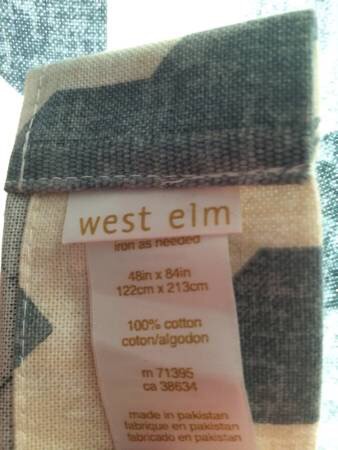 west elm
iron as needed
48in x 84in
122cm x 213cm
100% cotton
coton/algodon
m 71395
ca 38634
made in pakistan
fabrique en pakistan
fabricado en pakistan